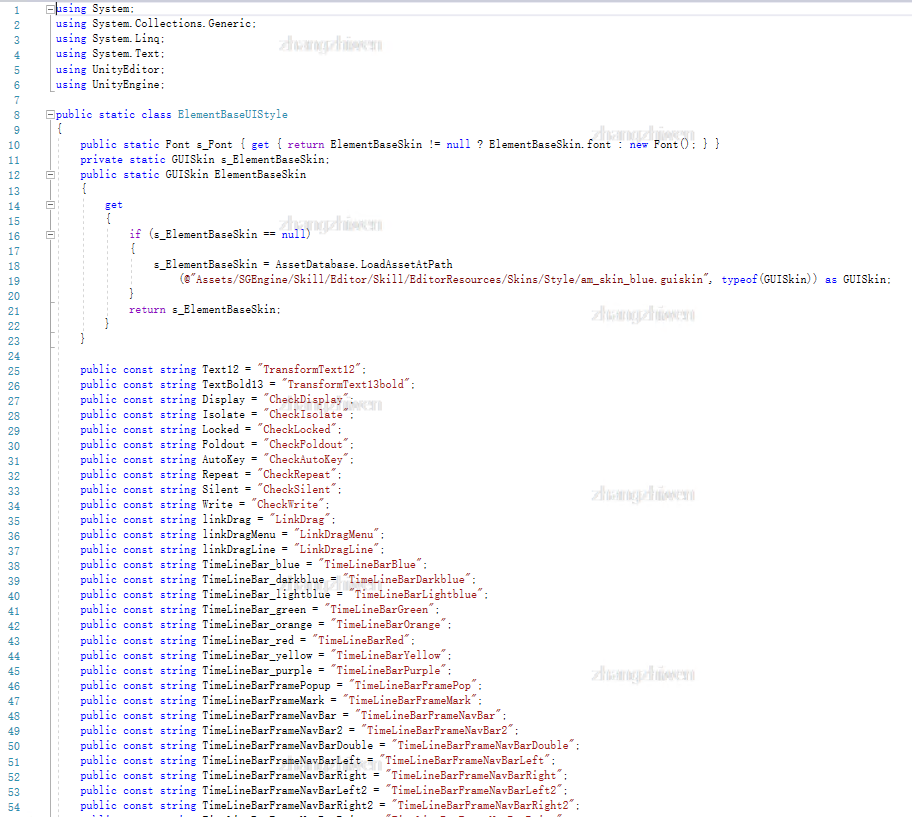 1 using System;
2 using System.Collections.Generic;
3 using System.Linq;
4 using System.Text;
5 using UnityEditor;
6 using UnityEngine;
7
8 public static class ElementBaseUIStyle
9 {
10 public static Font s_Font { get { return ElementBaseSkin != null ? ElementBaseSkin.font : new Font(); } }
11 private static GUISkin s_ElementBaseSkin;
12 public static GUISkin ElementBaseSkin
13 {
14 get
15 {
16 if (s_ElementBaseSkin == null)
17 {
18 s_ElementBaseSkin = AssetDatabase.LoadAssetAtPath
19 (@"Assets/SGEngine/Skill/Editor/Skill/EditorResources/Skins/Style/am_skin_blue.guiskin", typeof(GUISkin)) as GUISkin;
20 }
21 return s_ElementBaseSkin;
22 }
23 }
24
25 public const string Text12 = "TransformText12";
26 public const string TextBold13 = "TransformText13bold";
27 public const string Display = "CheckDisplay";
28 public const string Isolate = "CheckIsolate";
29 public const string Locked = "CheckLocked";
30 public const string Foldout = "CheckFoldout";
31 public const string AutoKey = "CheckAutoKey";
32 public const string Repeat = "CheckRepeat";
33 public const string Silent = "CheckSilent";
34 public const string Write = "CheckWrite";
35 public const string linkDrag = "LinkDrag";
36 public const string linkDragMenu = "LinkDragMenu";
37 public const string linkDragLine = "LinkDragLine";
38 public const string TimeLineBar_blue = "TimeLineBarBlue";
39 public const string TimeLineBar_darkblue = "TimeLineBarDarkblue";
40 public const string TimeLineBar_lightblue = "TimeLineBarLightblue";
41 public const string TimeLineBar_green = "TimeLineBarGreen";
42 public const string TimeLineBar_orange = "TimeLineBarOrange";
43 public const string TimeLineBar_red = "TimeLineBarRed";
44 public const string TimeLineBar_yellow = "TimeLineBarYellow";
45 public const string TimeLineBar_purple = "TimeLineBarPurple";
46 public const string TimeLineBarFramePopup = "TimeLineBarFramePop";
47 public const string TimeLineBarFrameMark = "TimeLineBarFrameMark";
48 public const string TimeLineBarFrameNavBar = "TimeLineBarFrameNavBar";
49 public const string TimeLineBarFrameNavBar2 = "TimeLineBarFrameNavBar2";
50 public const string TimeLineBarFrameNavBarDouble = "TimeLineBarFrameNavBarDouble";
51 public const string TimeLineBarFrameNavBarLeft = "TimeLineBarFrameNavBarLeft";
52 public const string TimeLineBarFrameNavBarRight = "TimeLineBarFrameNavBarRight";
53 public const string TimeLineBarFrameNavBarLeft2 = "TimeLineBarFrameNavBarLeft2";
54 public const string TimeLineBarFrameNavBarRight2 = "TimeLineBarFrameNavBarRight2";
zhangzhiwen
zhangzhiwen
zhangzhiwen
zhangzhiwen
zhangzhiwen
zhangzhiwen
zhangzhiwen
zhangzhiwen
zhangzhiwen